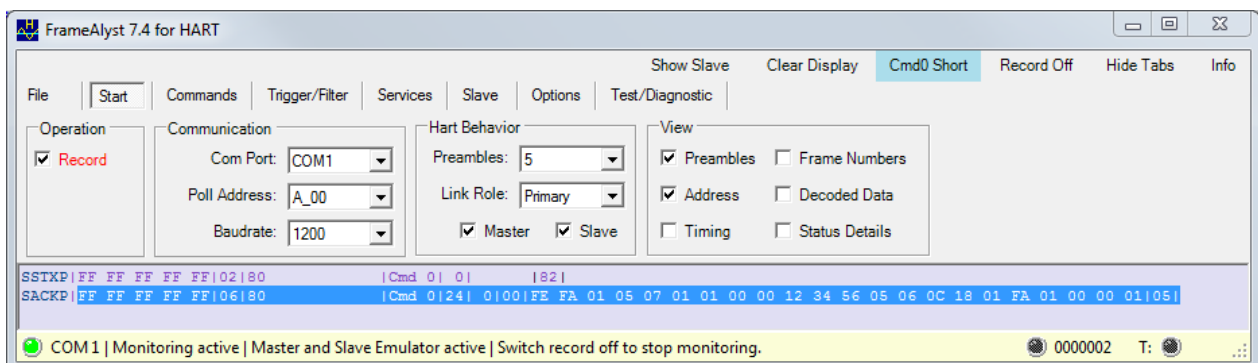 FrameAlyst 7.4 for HART
Show Slave Clear Display Cmd0 Short Record Off Hide Tabs Info
File Start Commands Trigger/Filter Services Slave Options Test/Diagnostic
Operation Communication Hart Behavior View
Record Com Port: COM1 Preambles: 5 Preambles Frame Numbers
Poll Address: A_00 Link Role: Primary Address Decoded Data
Baudrate: 1200 Master Slave Timing Status Details
SSTXP|FF FF FF FF FF|02|80 |Cmd 0| 0| |82|
SACKP|FF FF FF FF FF|06|80 |Cmd 0|24| 0|00|FE FA 01 05 07 01 01 00 00 12 34 56 05 06 0C 18 01 FA 01 00 00 01|05|
COM1 | Monitoring active | Master and Slave Emulator active | Switch record off to stop monitoring. 0000002 T: